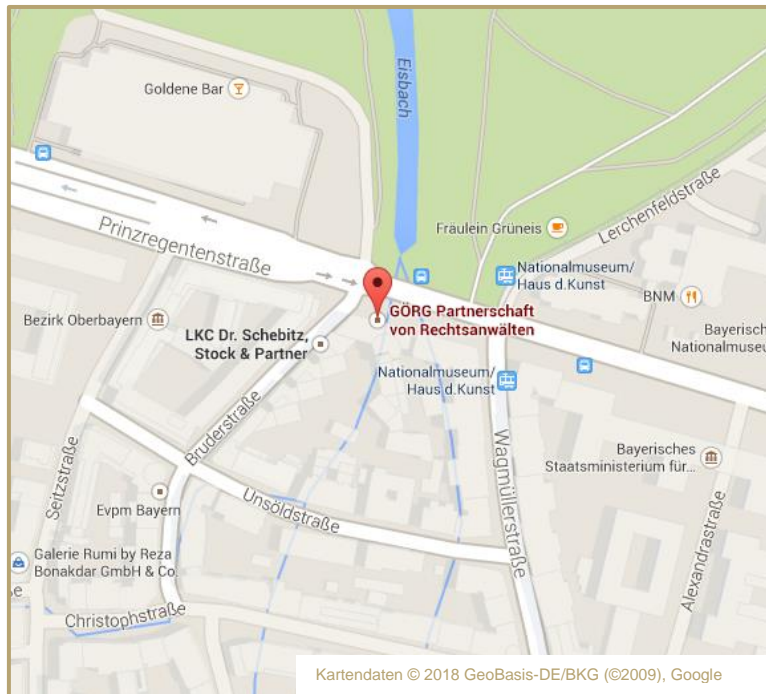 Goldene Bar
Eisbach
Lerchenfeldstraße
Fräulein Grüneis
Prinzregentenstraße
Nationalmuseum/
Haus d.Kunst
BNM
GÖRG Partnerschaft
von Rechtsanwälten
Bezirk Oberbayern
LKC Dr. Schebitz,
Stock & Partner
Bayerisch
Nationalmuseu
Nationalmuseum/
Haus d.Kunst
Bruderstraße
Wagmüllerstraße
Bayerisches
Staatsministerium für...
Seitzstraße
Evpm Bayern
Unsöldstraße
Alexandrastraße
Galerie Rumi by Reza
Bonakdar GmbH & Co.
ße
Christophstraße
Kartendaten © 2018 GeoBasis-DE/BKG (©2009), Google